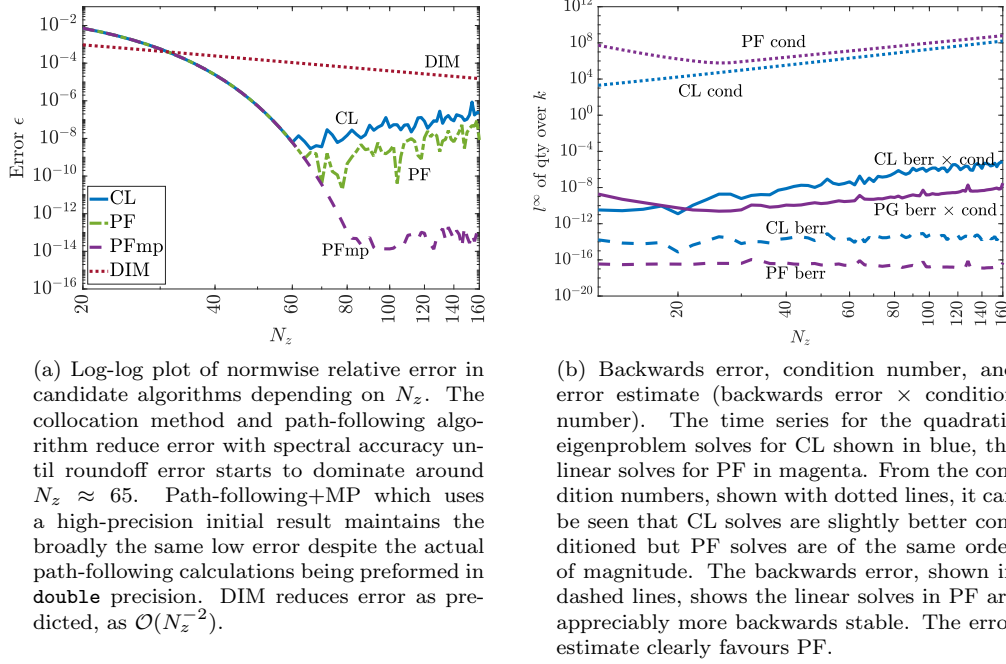 10^{-2}
10^{-4}
10^{-6}
10^{-8}
10^{-10}
10^{-12}
10^{-14}
10^{-16}
Error ϵ
DIM
CL
PF
PFmp
CL
PF
PFmp
DIM
20
40
60
80
100
120
140
160
N_z
(a) Log-log plot of normwise relative error in
candidate algorithms depending on N_z. The
collocation method and path-following algo-
rithm reduce error with spectral accuracy un-
til roundoff error starts to dominate around
N_z ≈ 65. Path-following+MP which uses
a high-precision initial result maintains the
broadly the same low error despite the actual
path-following calculations being preformed in
double precision. DIM reduces error as pre-
dicted, as 𝒪(N_z^{-2}).
10^{12}
10^{8}
10^{4}
10^{0}
10^{-4}
10^{-8}
10^{-12}
10^{-16}
10^{-20}
l^∞ of qty over k
PF cond
CL cond
CL berr × cond
PG berr × cond
CL berr
PF berr
20
40
60
80
100
120
140
160
N_z
(b) Backwards error, condition number, an
error estimate (backwards error × condition
number). The time series for the quadrati
eigenproblem solves for CL shown in blue, th
linear solves for PF in magenta. From the con
dition numbers, shown with dotted lines, it ca
be seen that CL solves are slightly better con
ditioned but PF solves are of the same orde
of magnitude. The backwards error, shown i
dashed lines, shows the linear solves in PF ar
appreciably more backwards stable. The erro
estimate clearly favours PF.